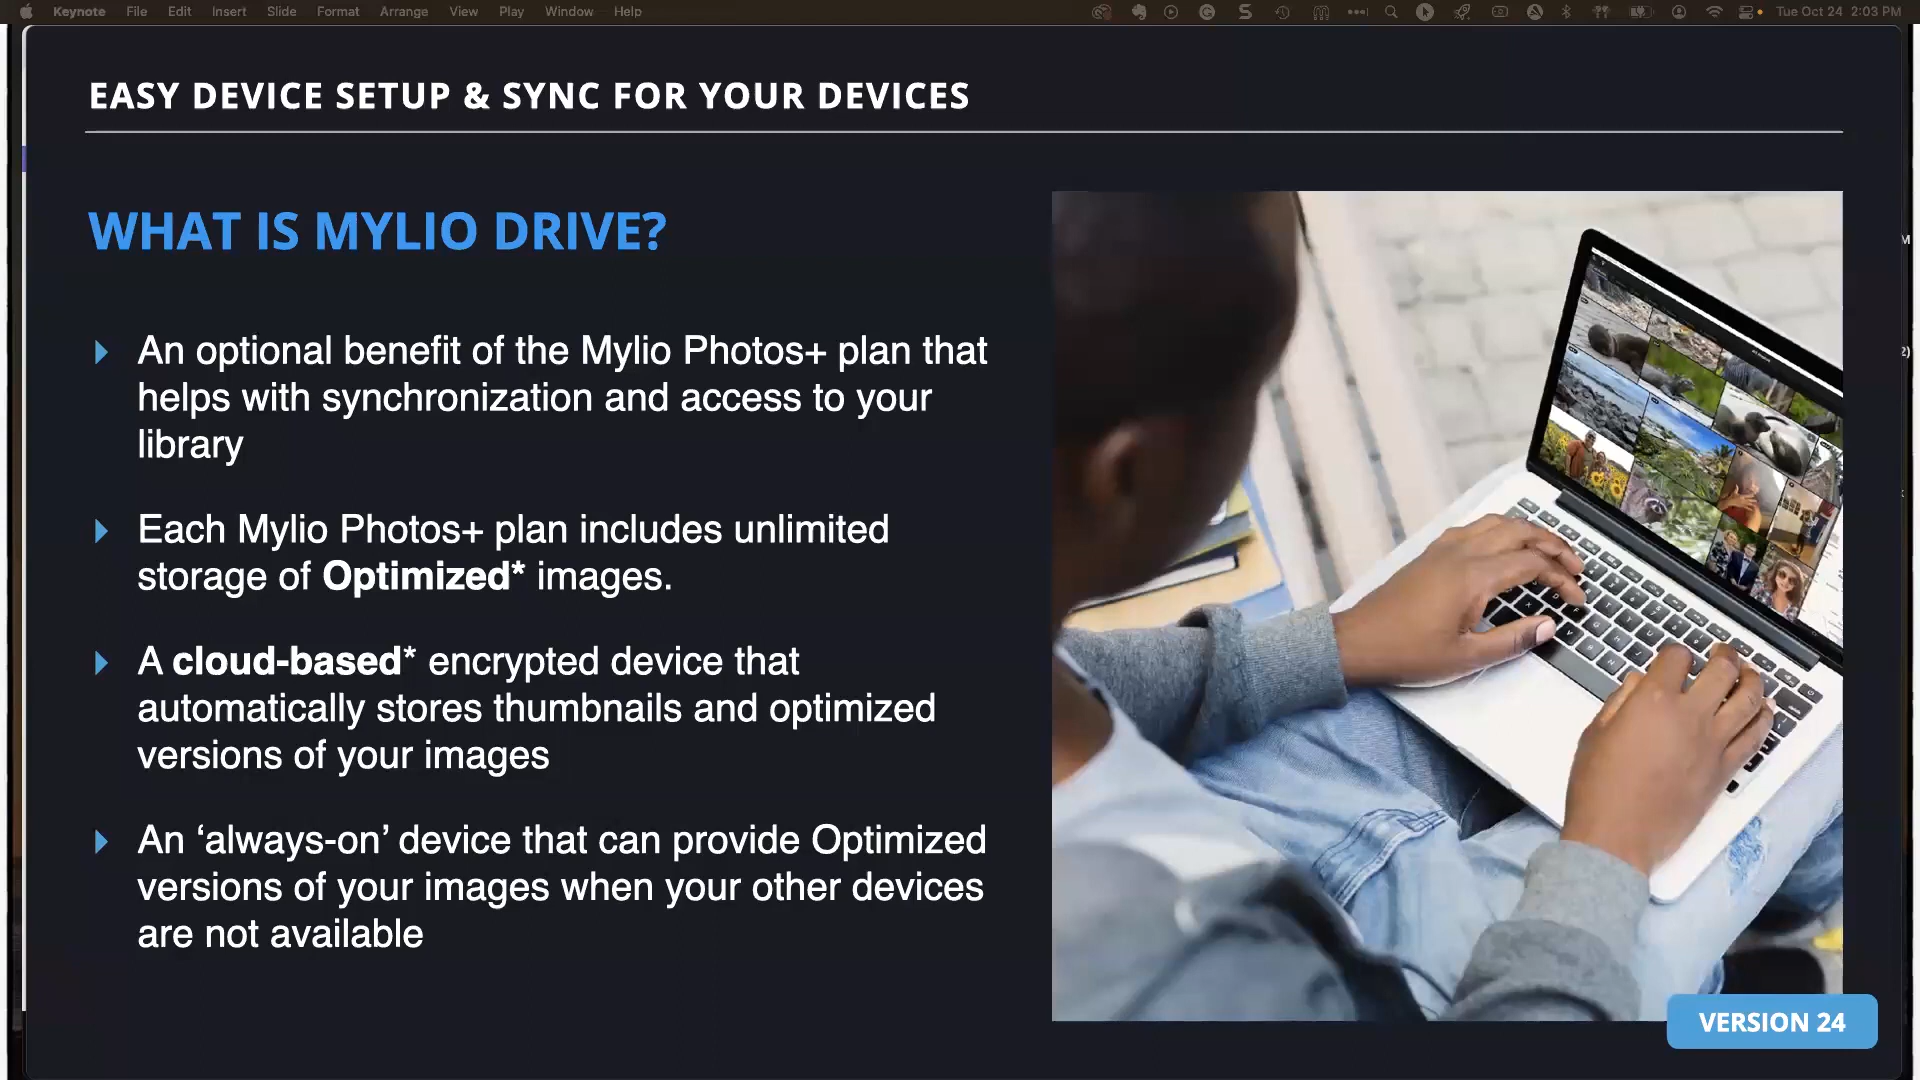 Keynote File Edit Insert Slide Format Arrange View Play Window Help Tue Oct 24 2:03 PM
EASY DEVICE SETUP & SYNC FOR YOUR DEVICES
WHAT IS MYLIO DRIVE?
An optional benefit of the Mylio Photos+ plan that
helps with synchronization and access to your
library
Each Mylio Photos+ plan includes unlimited
storage of Optimized* images.
A cloud-based* encrypted device that
automatically stores thumbnails and optimized
versions of your images
An ‘always-on’ device that can provide Optimized
versions of your images when your other devices
are not available
VERSION 24